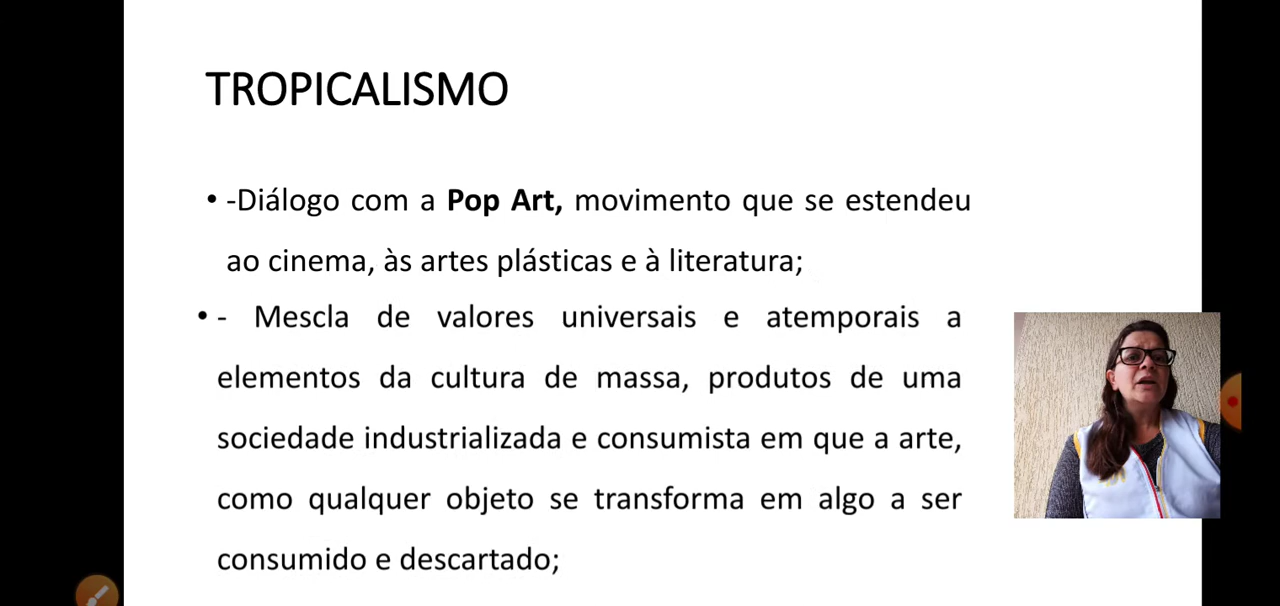 TROPICALISMO
• -Diálogo com a Pop Art, movimento que se estendeu
ao cinema, às artes plásticas e à literatura;
• - Mescla de valores universais e atemporais a
elementos da cultura de massa, produtos de uma
sociedade industrializada e consumista em que a arte,
como qualquer objeto se transforma em algo a ser
consumido e descartado;